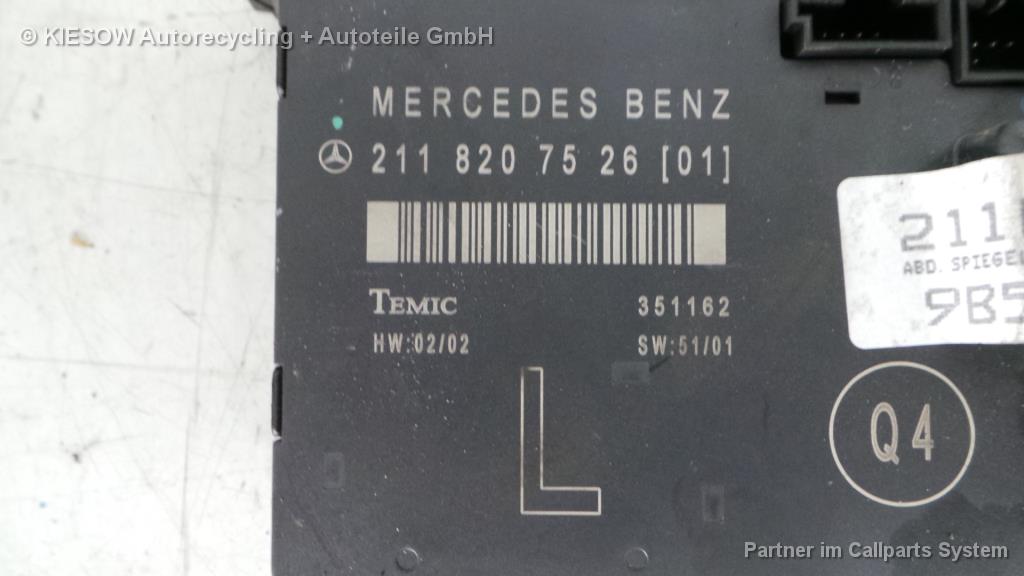 © KIESOW Autorecycling + Autoteile GmbH
MERCEDES BENZ
211 820 75 26 [01]
TEMIC 351162
HW:02/02 SW:51/01
L
Q4
211
ABD. SPIEGEL
9B5
Partner im Callparts System